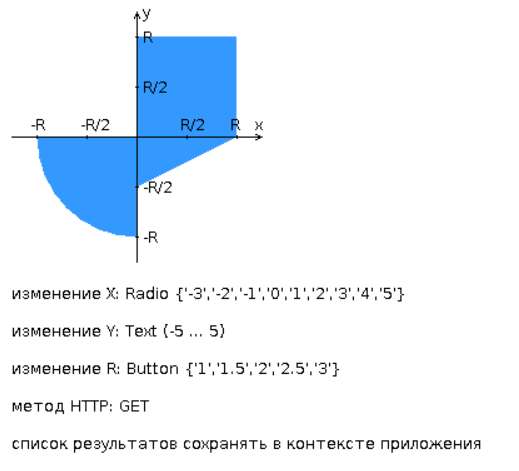 y
R
R/2
-R -R/2 R/2 R x
-R/2
-R
изменение X: Radio {'-3','-2','-1','0','1','2','3','4','5'}
изменение Y: Text (-5 ... 5)
изменение R: Button {'1','1.5','2','2.5','3'}
метод HTTP: GET
список результатов сохранять в контексте приложения